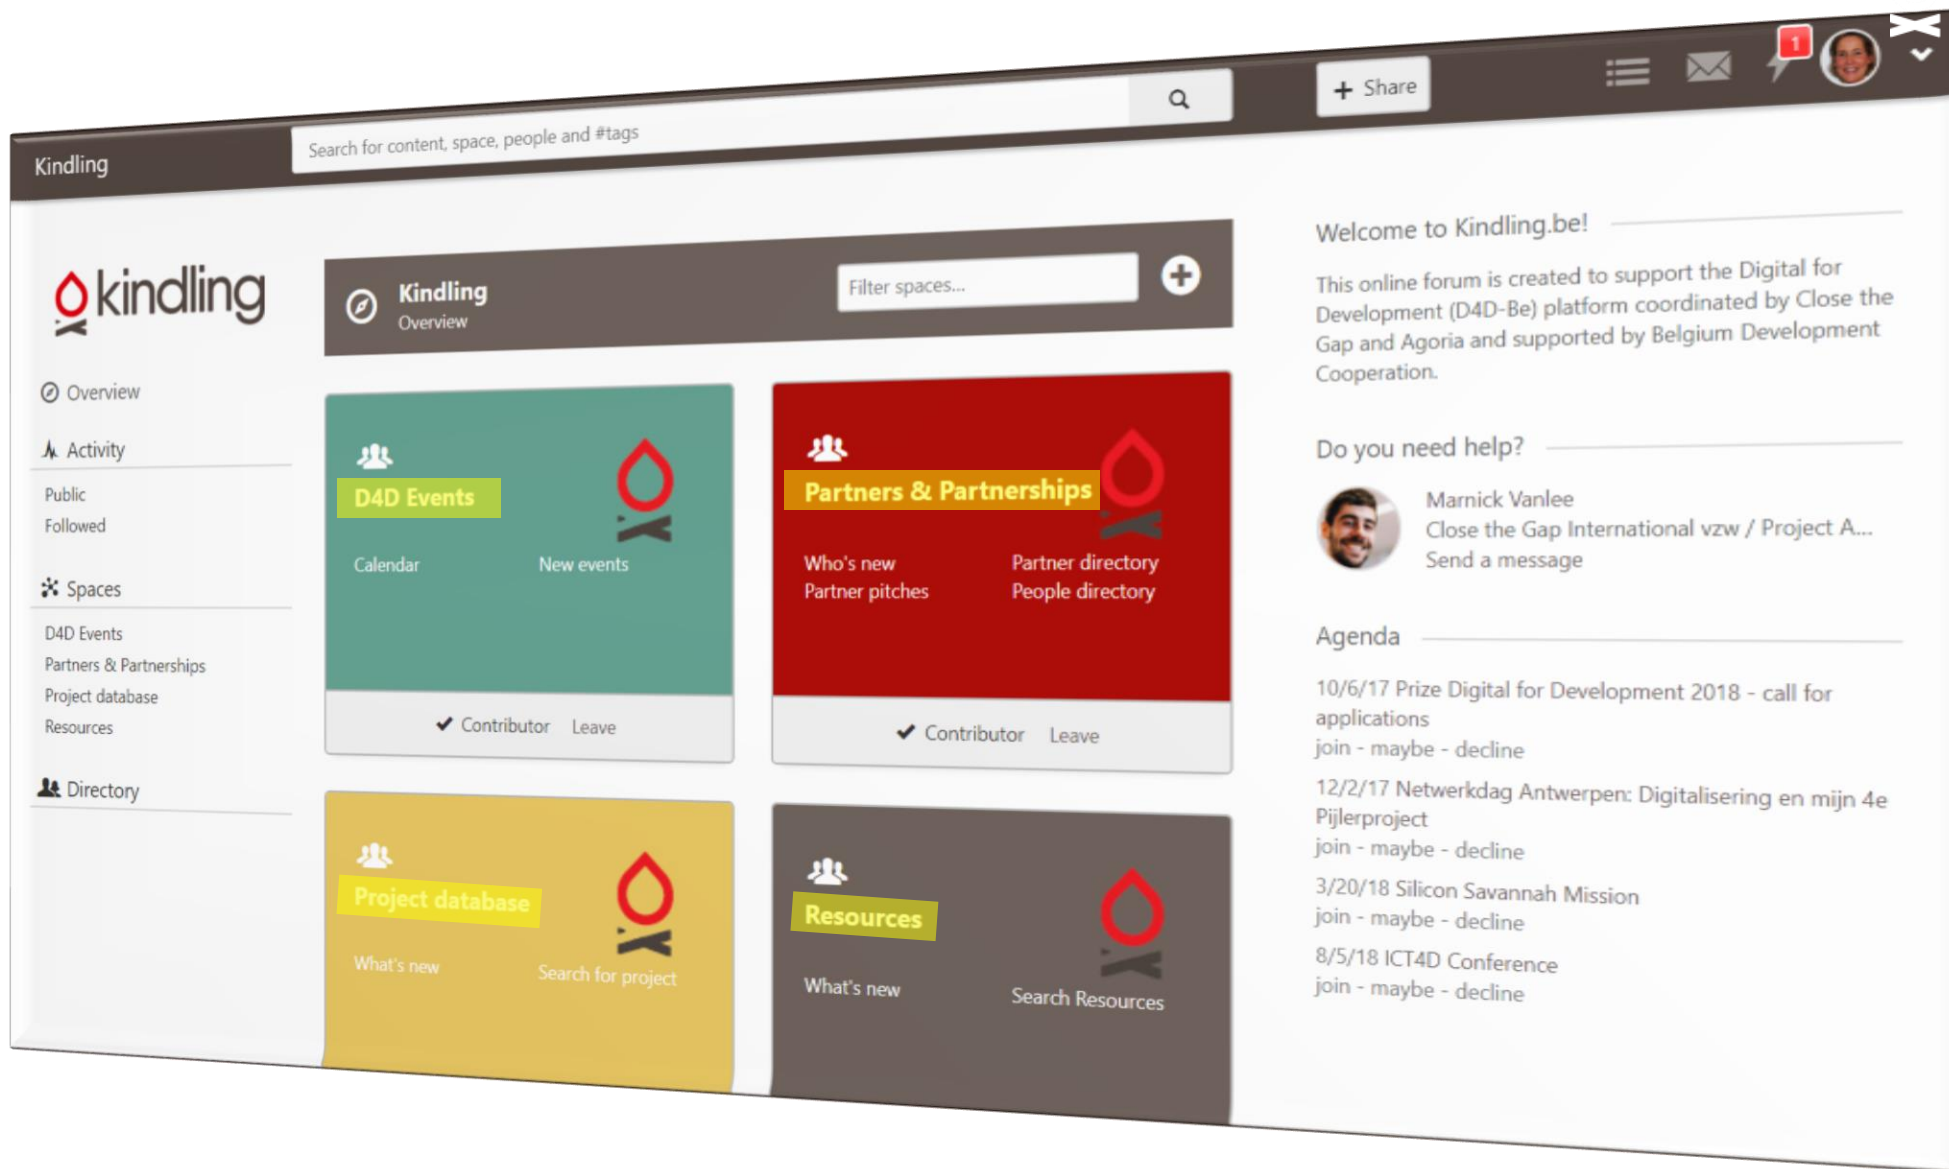 Kindling
Search for content, space, people and #tags
Share
1
kindling
Overview
Activity
Public
Followed
Spaces
D4D Events
Partners & Partnerships
Project database
Resources
Directory
Kindling
Overview
Filter spaces...
D4D Events
Calendar
New events
Contributor Leave
Partners & Partnerships
Who's new
Partner directory
Partner pitches
People directory
Contributor Leave
Project database
What's new
Search for project
Resources
What's new
Search Resources
Welcome to Kindling.be!
This online forum is created to support the Digital for
Development (D4D-Be) platform coordinated by Close the
Gap and Agoria and supported by Belgium Development
Cooperation.
Do you need help?
Marnick Vanlee
Close the Gap International vzw / Project A...
Send a message
Agenda
10/6/17 Prize Digital for Development 2018 - call for
applications
join - maybe - decline
12/2/17 Netwerkdag Antwerpen: Digitalisering en mijn 4e
Pijlerproject
join - maybe - decline
3/20/18 Silicon Savannah Mission
join - maybe - decline
8/5/18 ICT4D Conference
join - maybe - decline